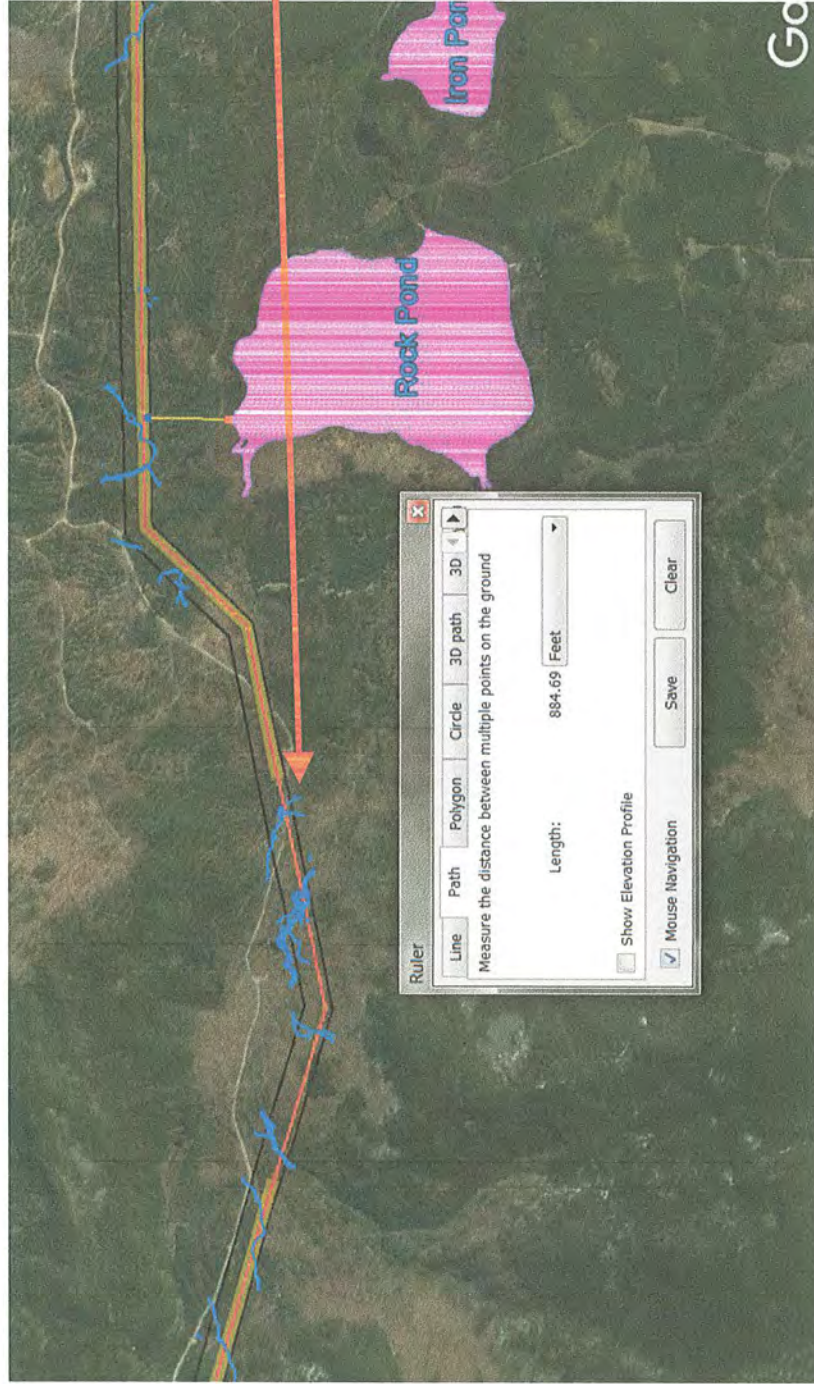 Iron Pon
Rock Pond
Ruler
Line Path Polygon Circle 3D path 3D
Measure the distance between multiple points on the ground
Length: 884.69 Feet
Show Elevation Profile
Mouse Navigation Save Clear
Go